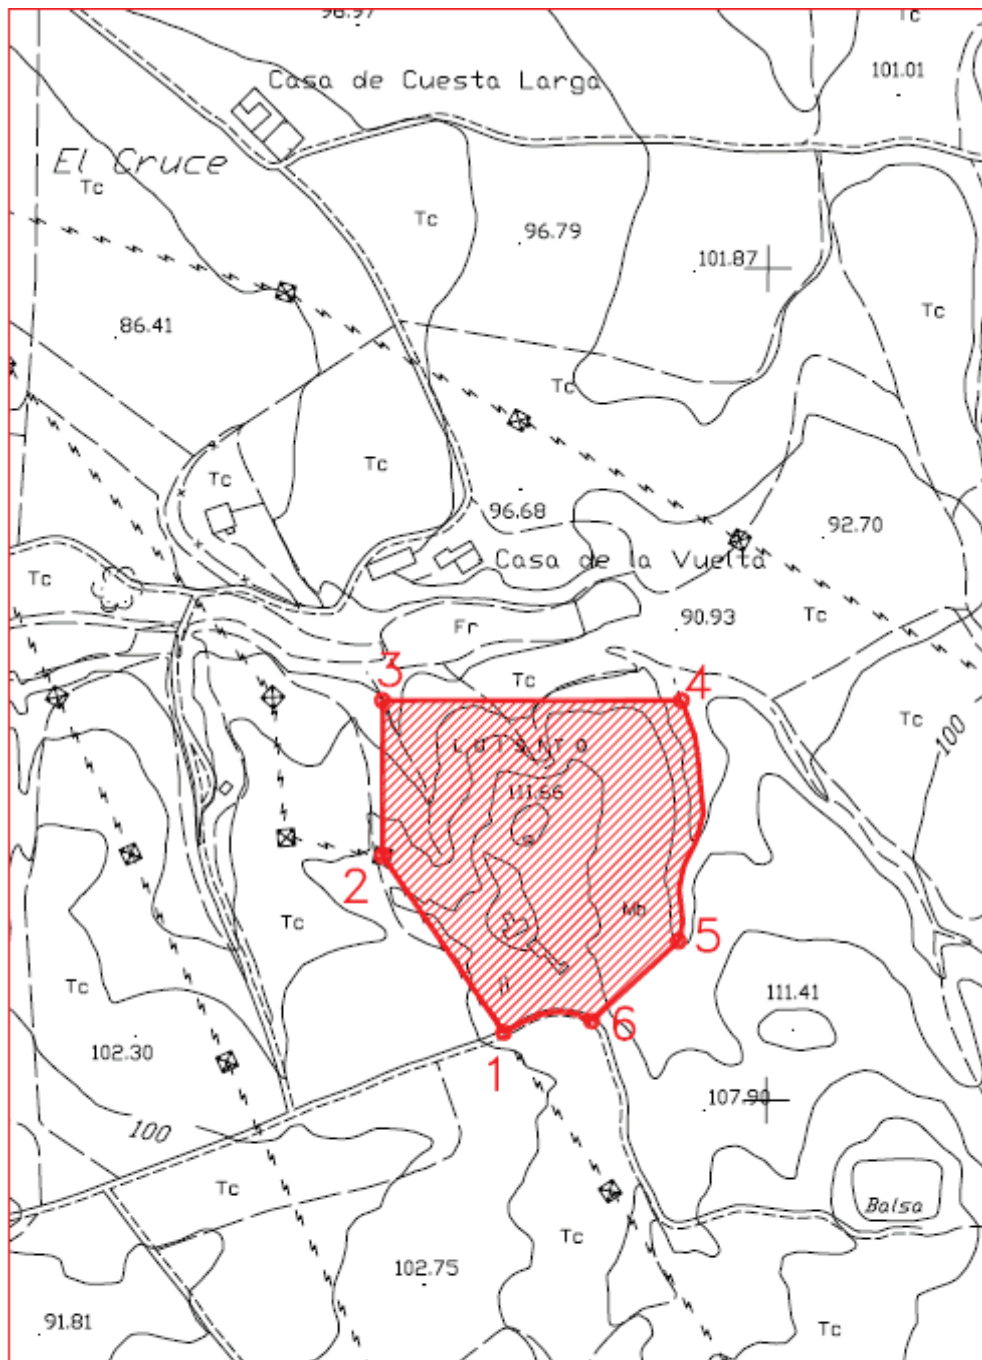 98.97
Tc
101.01
Casa de Cuesta Larga
El Cruce
Tc
Tc
96.79
101.87
86.41
Tc
Tc
Tc
Tc
96.68
92.70
Casa de la Vuelta
Tc
Fr
90.93
Tc
3
Tc
4
Tc
100
111.66
2
Mb
Tc
5
Tc
111.41
6
102.30
1
107.90
100
Tc
Balsa
Tc
102.75
91.81
Tc